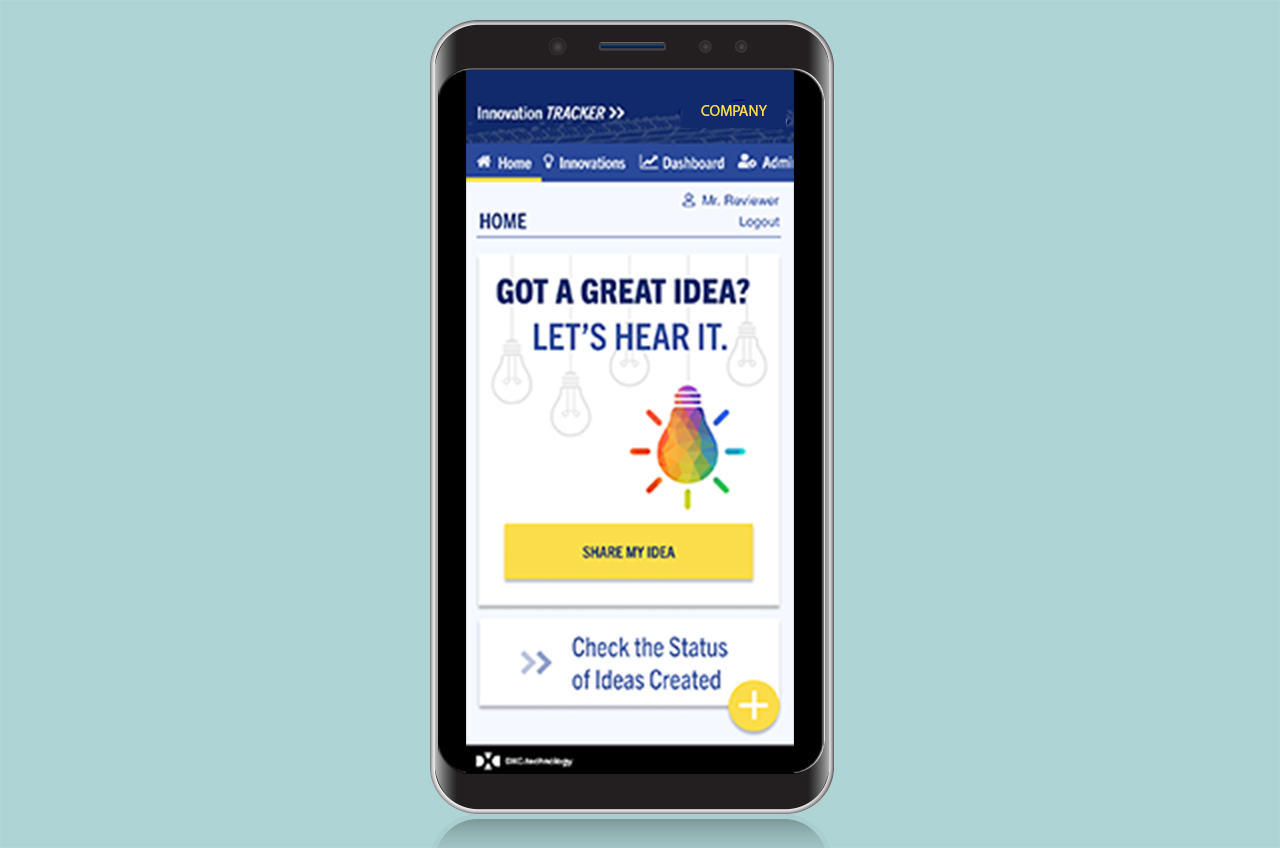 Innovation TRACKER >>
COMPANY
Home Innovations Dashboard Admi
Mr. Reviewer
HOME
Logout
GOT A GREAT IDEA?
LET'S HEAR IT.
SHARE MY IDEA
Check the Status
of Ideas Created
DXC.technology